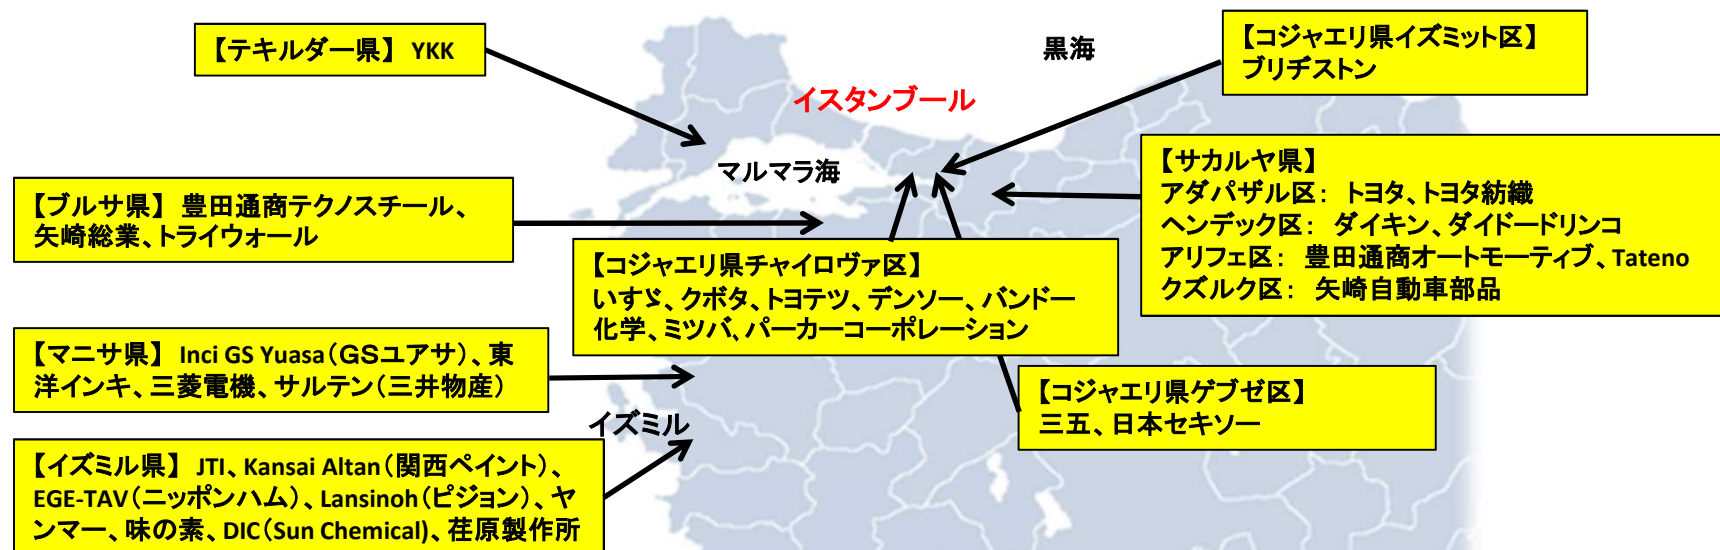 【テキルダー県】 YKK
黒海
【コジャエリ県イズミット区】
ブリヂストン
イスタンブール
マルマラ海
【サカルヤ県】
アダパザル区： トヨタ、トヨタ紡織
ヘンデック区： ダイキン、ダイドードリンコ
アリフェ区： 豊田通商オートモーティブ、Tateno
クズルク区： 矢崎自動車部品
【ブルサ県】 豊田通商テクノスチール、
矢崎総業、トライウォール
【コジャエリ県チャイロヴァ区】
いすゞ、クボタ、トヨテツ、デンソー、バンドー
化学、ミツバ、パーカーコーポレーション
【マニサ県】 Inci GS Yuasa（GSユアサ）、東
洋インキ、三菱電機、サルテン（三井物産）
【コジャエリ県ゲブゼ区】
三五、日本セキソー
イズミル
【イズミル県】 JTI、Kansai Altan（関西ペイント）、
EGE-TAV（ニッポンハム）、Lansinoh（ピジョン）、ヤ
ンマー、味の素、DIC（Sun Chemical)、荏原製作所